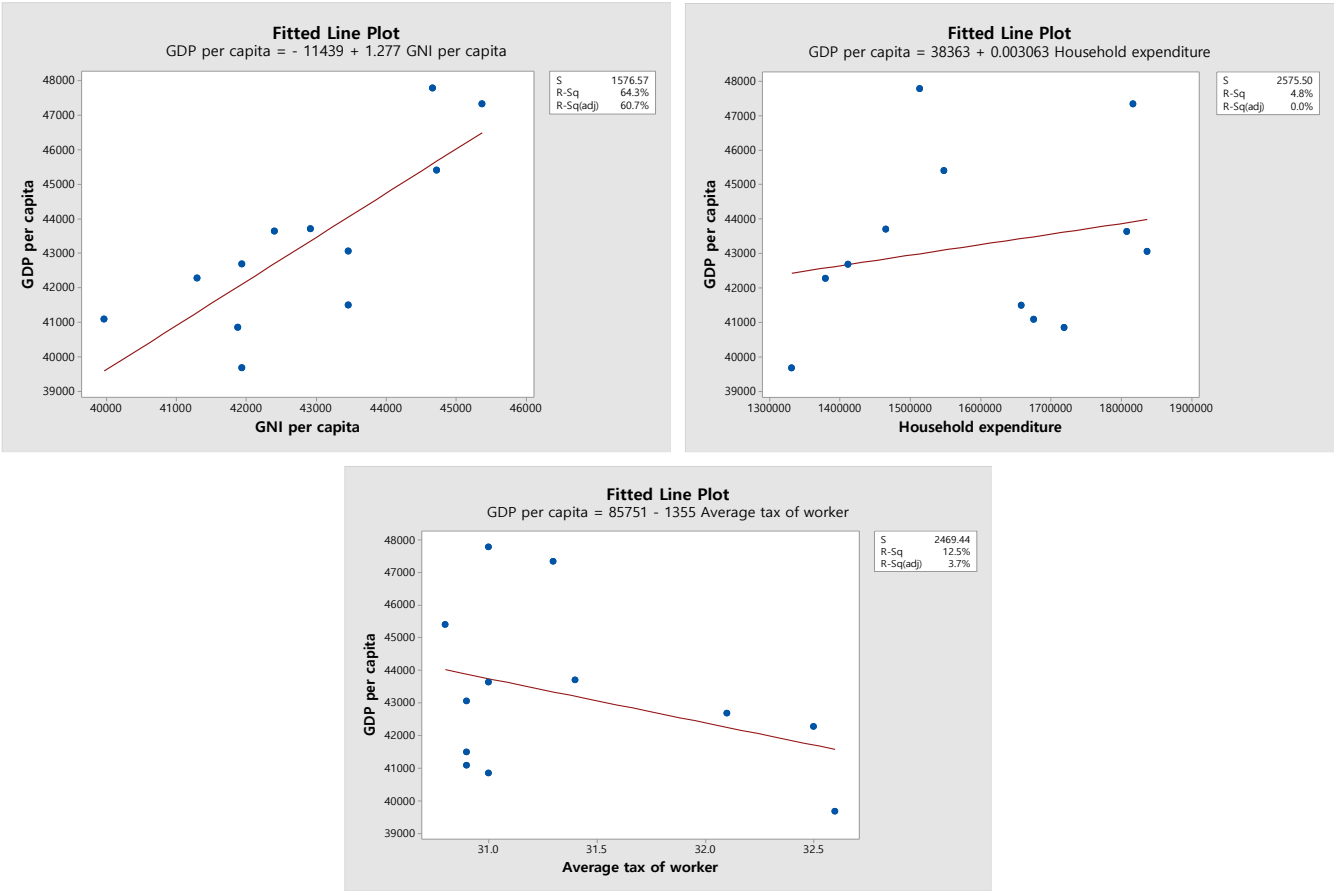 Fitted Line Plot
GDP per capita = - 11439 + 1.277 GNI per capita
S 1576.57
R-Sq 64.3%
R-Sq(adj) 60.7%
GDP per capita
48000
47000
46000
45000
44000
43000
42000
41000
40000
39000
40000 41000 42000 43000 44000 45000 46000
GNI per capita
Fitted Line Plot
GDP per capita = 38363 + 0.003063 Household expenditure
S 2575.50
R-Sq 4.8%
R-Sq(adj) 0.0%
GDP per capita
48000
47000
46000
45000
44000
43000
42000
41000
40000
39000
1300000 1400000 1500000 1600000 1700000 1800000 1900000
Household expenditure
Fitted Line Plot
GDP per capita = 85751 - 1355 Average tax of worker
S 2469.44
R-Sq 12.5%
R-Sq(adj) 3.7%
GDP per capita
48000
47000
46000
45000
44000
43000
42000
41000
40000
39000
31.0 31.5 32.0 32.5
Average tax of worker